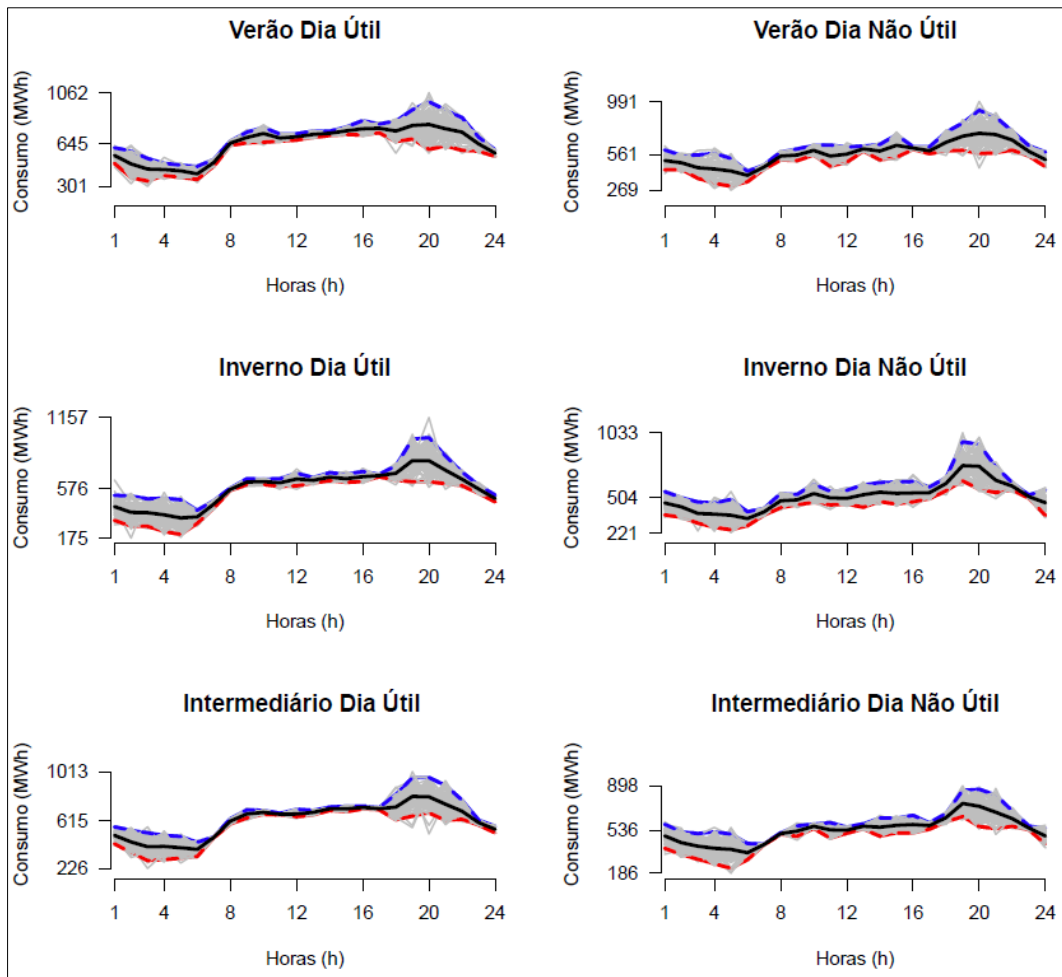 Verão Dia Útil
Consumo (MWh)
1062
645
301
1 4 8 12 16 20 24
Horas (h)
Verão Dia Não Útil
Consumo (MWh)
991
561
269
1 4 8 12 16 20 24
Horas (h)
Inverno Dia Útil
Consumo (MWh)
1157
576
175
1 4 8 12 16 20 24
Horas (h)
Inverno Dia Não Útil
Consumo (MWh)
1033
504
221
1 4 8 12 16 20 24
Horas (h)
Intermediário Dia Útil
Consumo (MWh)
1013
615
226
1 4 8 12 16 20 24
Horas (h)
Intermediário Dia Não Útil
Consumo (MWh)
898
536
186
1 4 8 12 16 20 24
Horas (h)